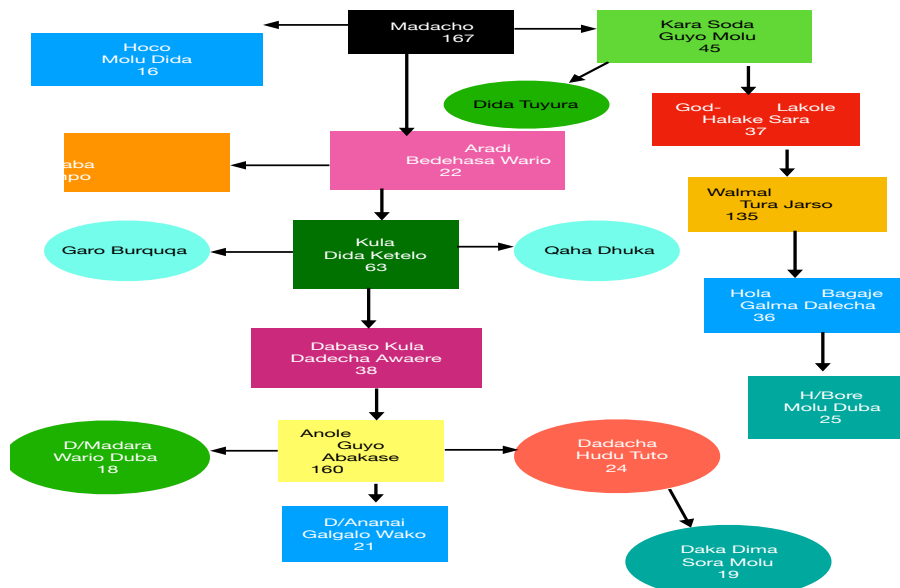 Madacho
167
Kara Soda
Guyo Molu
45
Hoco
Molu Dida
16
Dida Tuyura
God- Lakole
Halake Sara
37
aba
npo
Aradi
Bedehasa Wario
22
Walmal
Tura Jarso
135
Garo Burquqa
Kula
Dida Ketelo
63
Qaha Dhuka
Hola Bagaje
Galma Dalecha
36
Dabaso Kula
Dadecha Awaere
38
H/Bore
Molu Duba
25
D/Madara
Wario Duba
18
Anole
Guyo
Abakase
160
Dadacha
Hudu Tuto
24
D/Ananai
Galgalo Wako
21
Daka Dima
Sora Molu
19